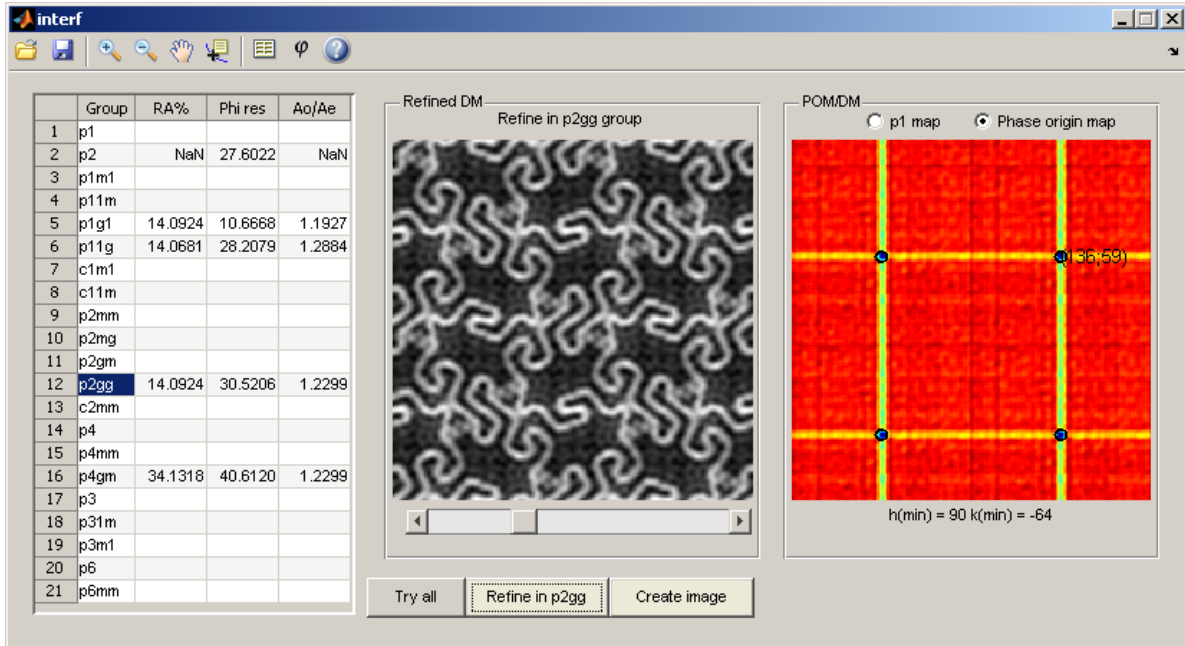 interf
φ
Group RA% Phi res Ao/Ae
1 p1
2 p2 NaN 27.6022 NaN
3 p1m1
4 p11m
5 p1g1 14.0924 10.6668 1.1927
6 p11g 14.0681 28.2079 1.2884
7 c1m1
8 c11m
9 p2mm
10 p2mg
11 p2gm
12 p2gg 14.0924 30.5206 1.2299
13 c2mm
14 p4
15 p4mm
16 p4gm 34.1318 40.6120 1.2299
17 p3
18 p31m
19 p3m1
20 p6
21 p6mm
Refined DM
Refine in p2gg group
POM/DM
p1 map Phase origin map
(136;59)
h(min) = 90 k(min) = -64
Try all Refine in p2gg Create image